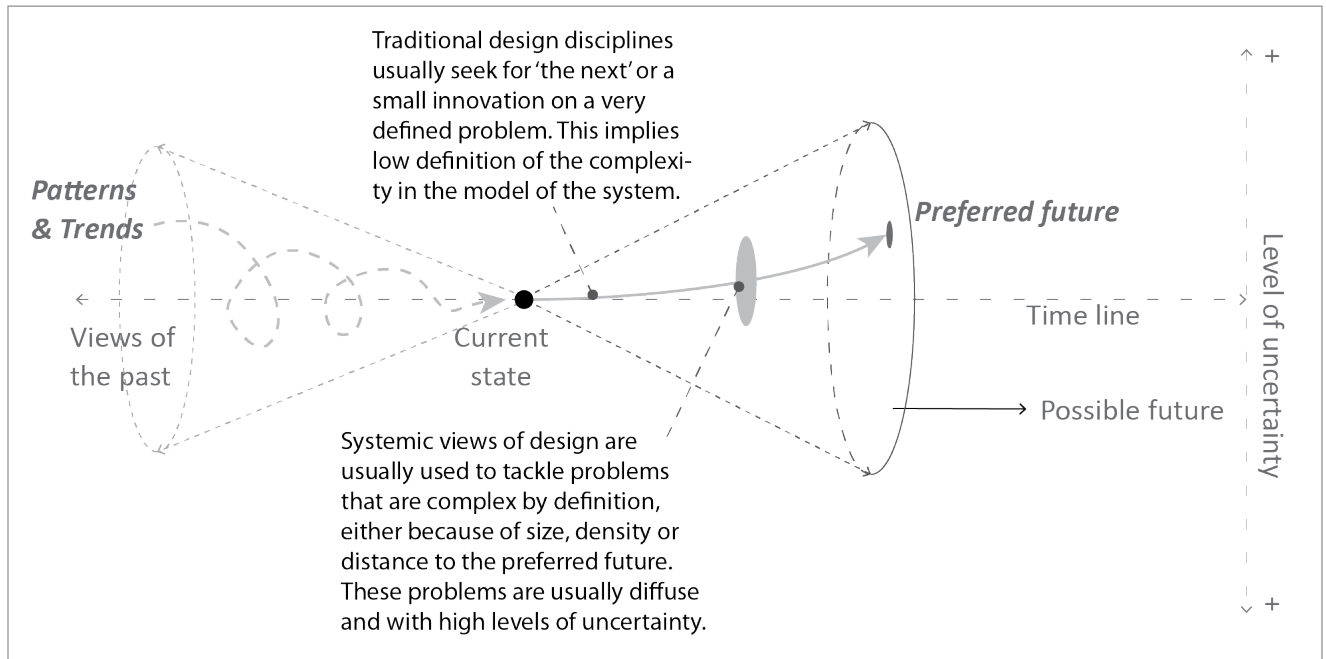 Traditional design disciplines
usually seek for ‘the next’ or a
small innovation on a very
defined problem. This implies
low definition of the complexi-
ty in the model of the system.
+
Patterns
& Trends
Preferred future
Level of uncertainty
Time line
Views of
the past
Current
state
Possible future
Systemic views of design are
usually used to tackle problems
that are complex by definition,
either because of size, density or
distance to the preferred future.
These problems are usually diffuse
and with high levels of uncertainty.
+